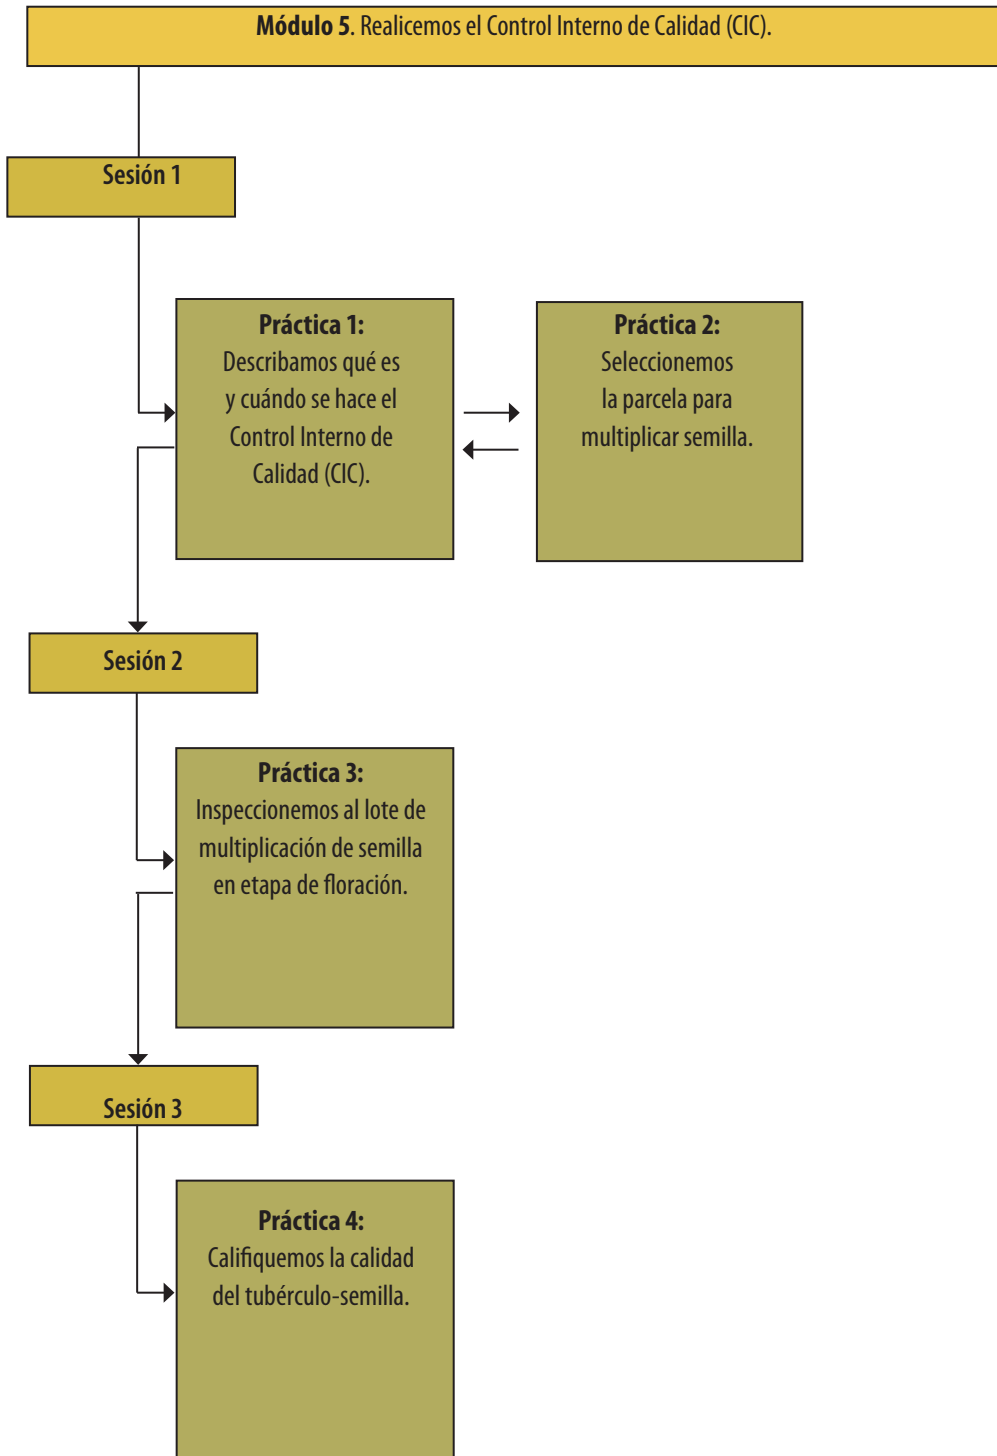 Módulo 5. Realicemos el Control Interno de Calidad (CIC).
Sesión 1
Práctica 1:
Describamos qué es
y cuándo se hace el
Control Interno de
Calidad (CIC).
Práctica 2:
Seleccionemos
la parcela para
multiplicar semilla.
Sesión 2
Práctica 3:
Inspeccionemos al lote de
multiplicación de semilla
en etapa de floración.
Sesión 3
Práctica 4:
Califiquemos la calidad
del tubérculo-semilla.